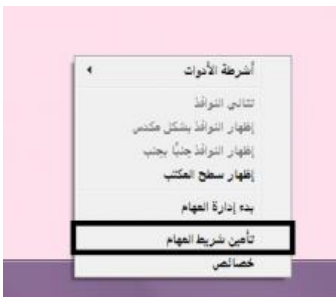 أشرطة الأدوات
تتالي النوافذ
إظهار النوافذ بشكل مكدس
إظهار النوافذ جنبًا بجنب
إظهار سطح المكتب
بدء إدارة المهام
تأمين شريط المهام
خصائص